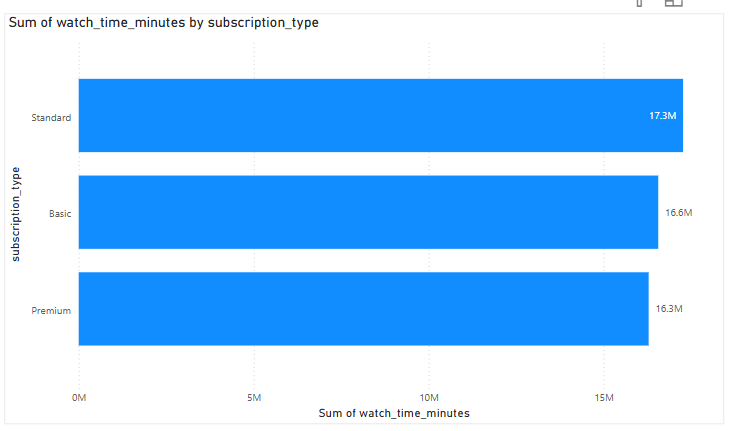 Sum of watch_time_minutes by subscription_type
subscription_type
Standard
17.3M
Basic
16.6M
Premium
16.3M
0M
5M
10M
15M
Sum of watch_time_minutes